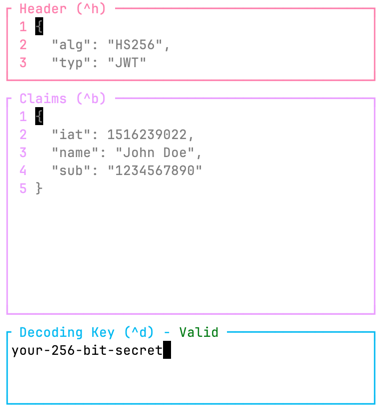 Header (^h)
1 {
2   "alg": "HS256",
3   "typ": "JWT"
Claims (^b)
1 {
2   "iat": 1516239022,
3   "name": "John Doe",
4   "sub": "1234567890"
5 }
Decoding Key (^d) - Valid
your-256-bit-secret